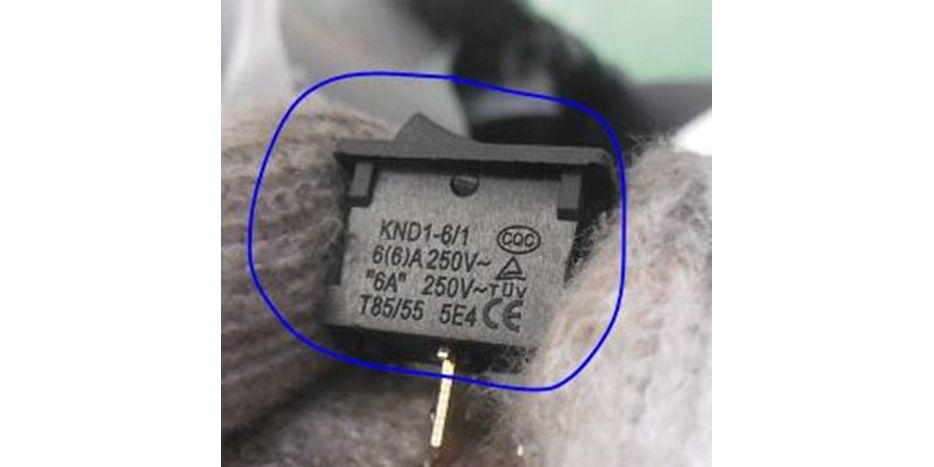 KND1-6/1 CQC
6(6)A 250V~
"6A" 250V~ TÜV
T85/55 5E4 CE